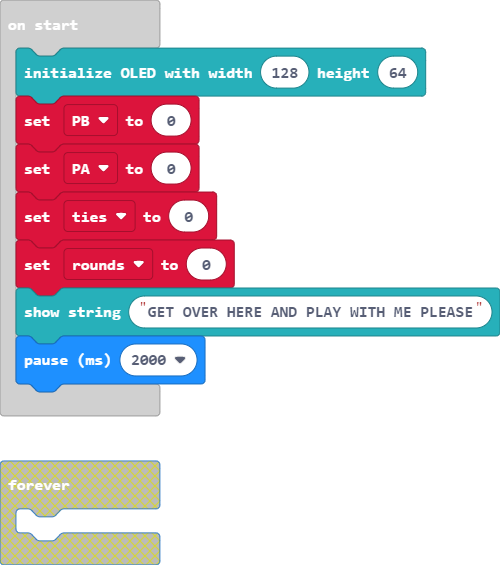 on start
initialize OLED with width 128 height 64
set PB to 0
set PA to 0
set ties to 0
set rounds to 0
show string "GET OVER HERE AND PLAY WITH ME PLEASE"
pause (ms) 2000
forever